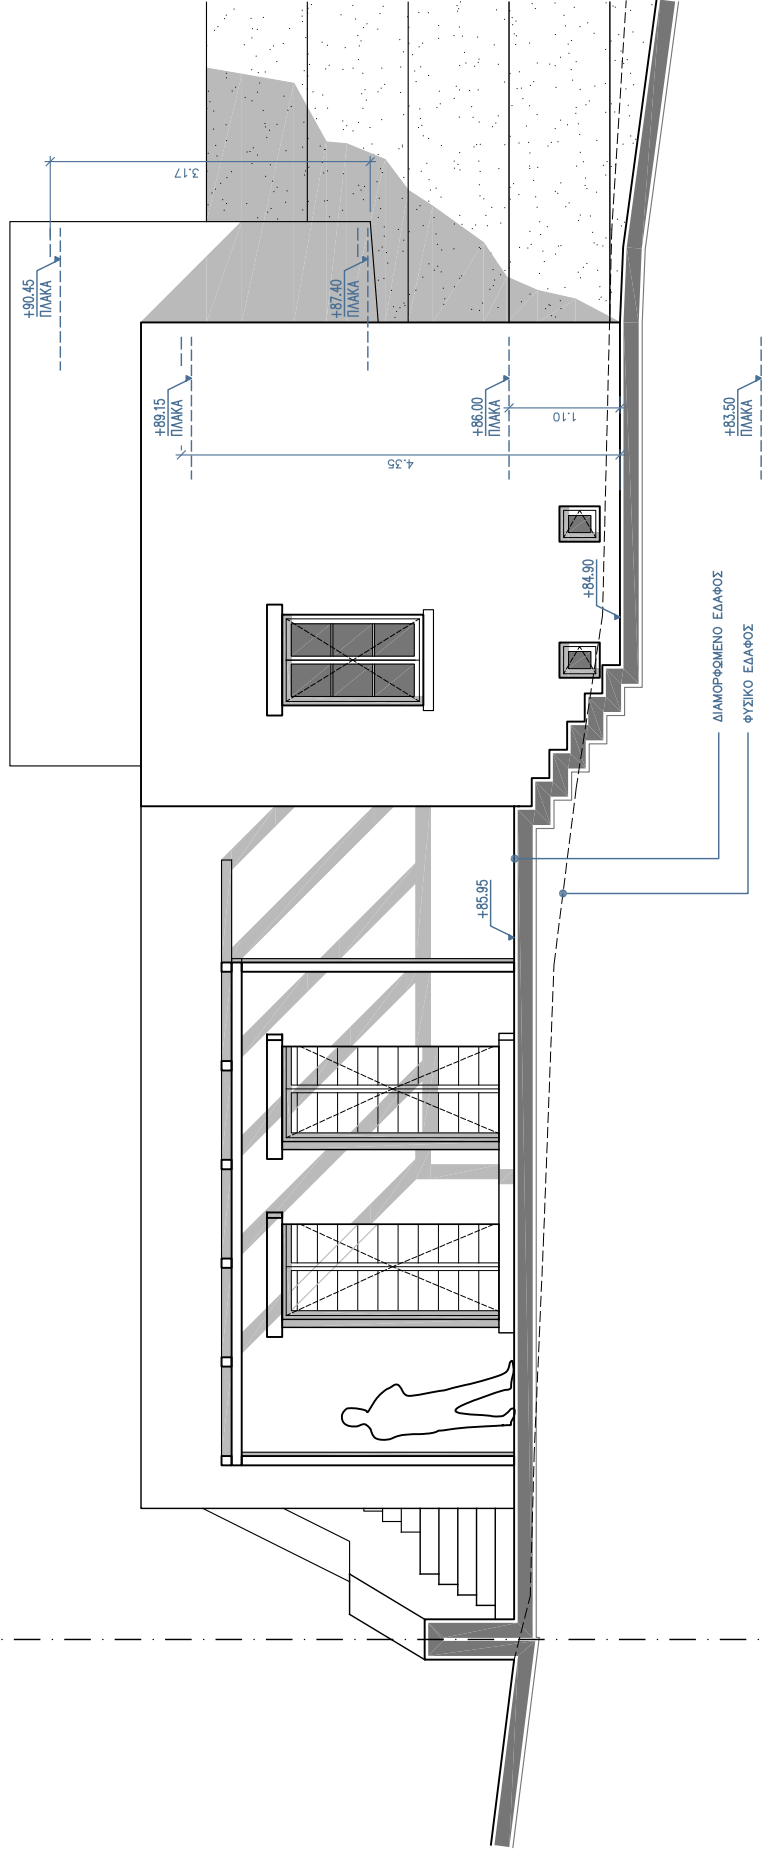 +90.45
ΠΛΑΚΑ
3.17
+87.40
ΠΛΑΚΑ
+89.15
ΠΛΑΚΑ
4.35
+86.00
ΠΛΑΚΑ
1.10
+83.50
ΠΛΑΚΑ
+84.90
+85.95
ΔΙΑΜΟΡΦΩΜΕΝΟ ΕΔΑΦΟΣ
ΦΥΣΙΚΟ ΕΔΑΦΟΣ